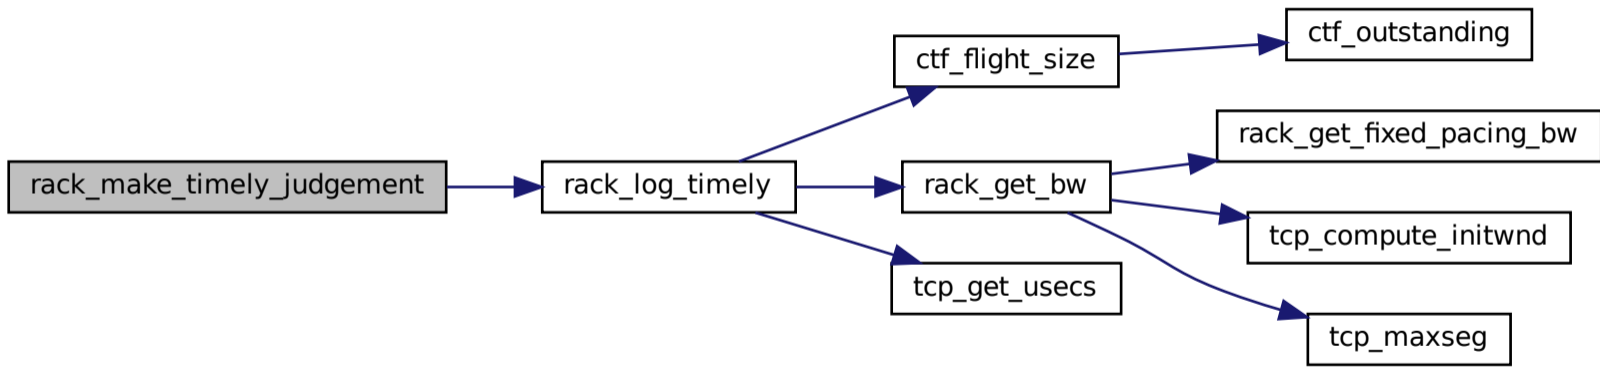 rack_make_timely_judgement
rack_log_timely
ctf_flight_size
ctf_outstanding
rack_get_bw
rack_get_fixed_pacing_bw
tcp_compute_initwnd
tcp_maxseg
tcp_get_usecs